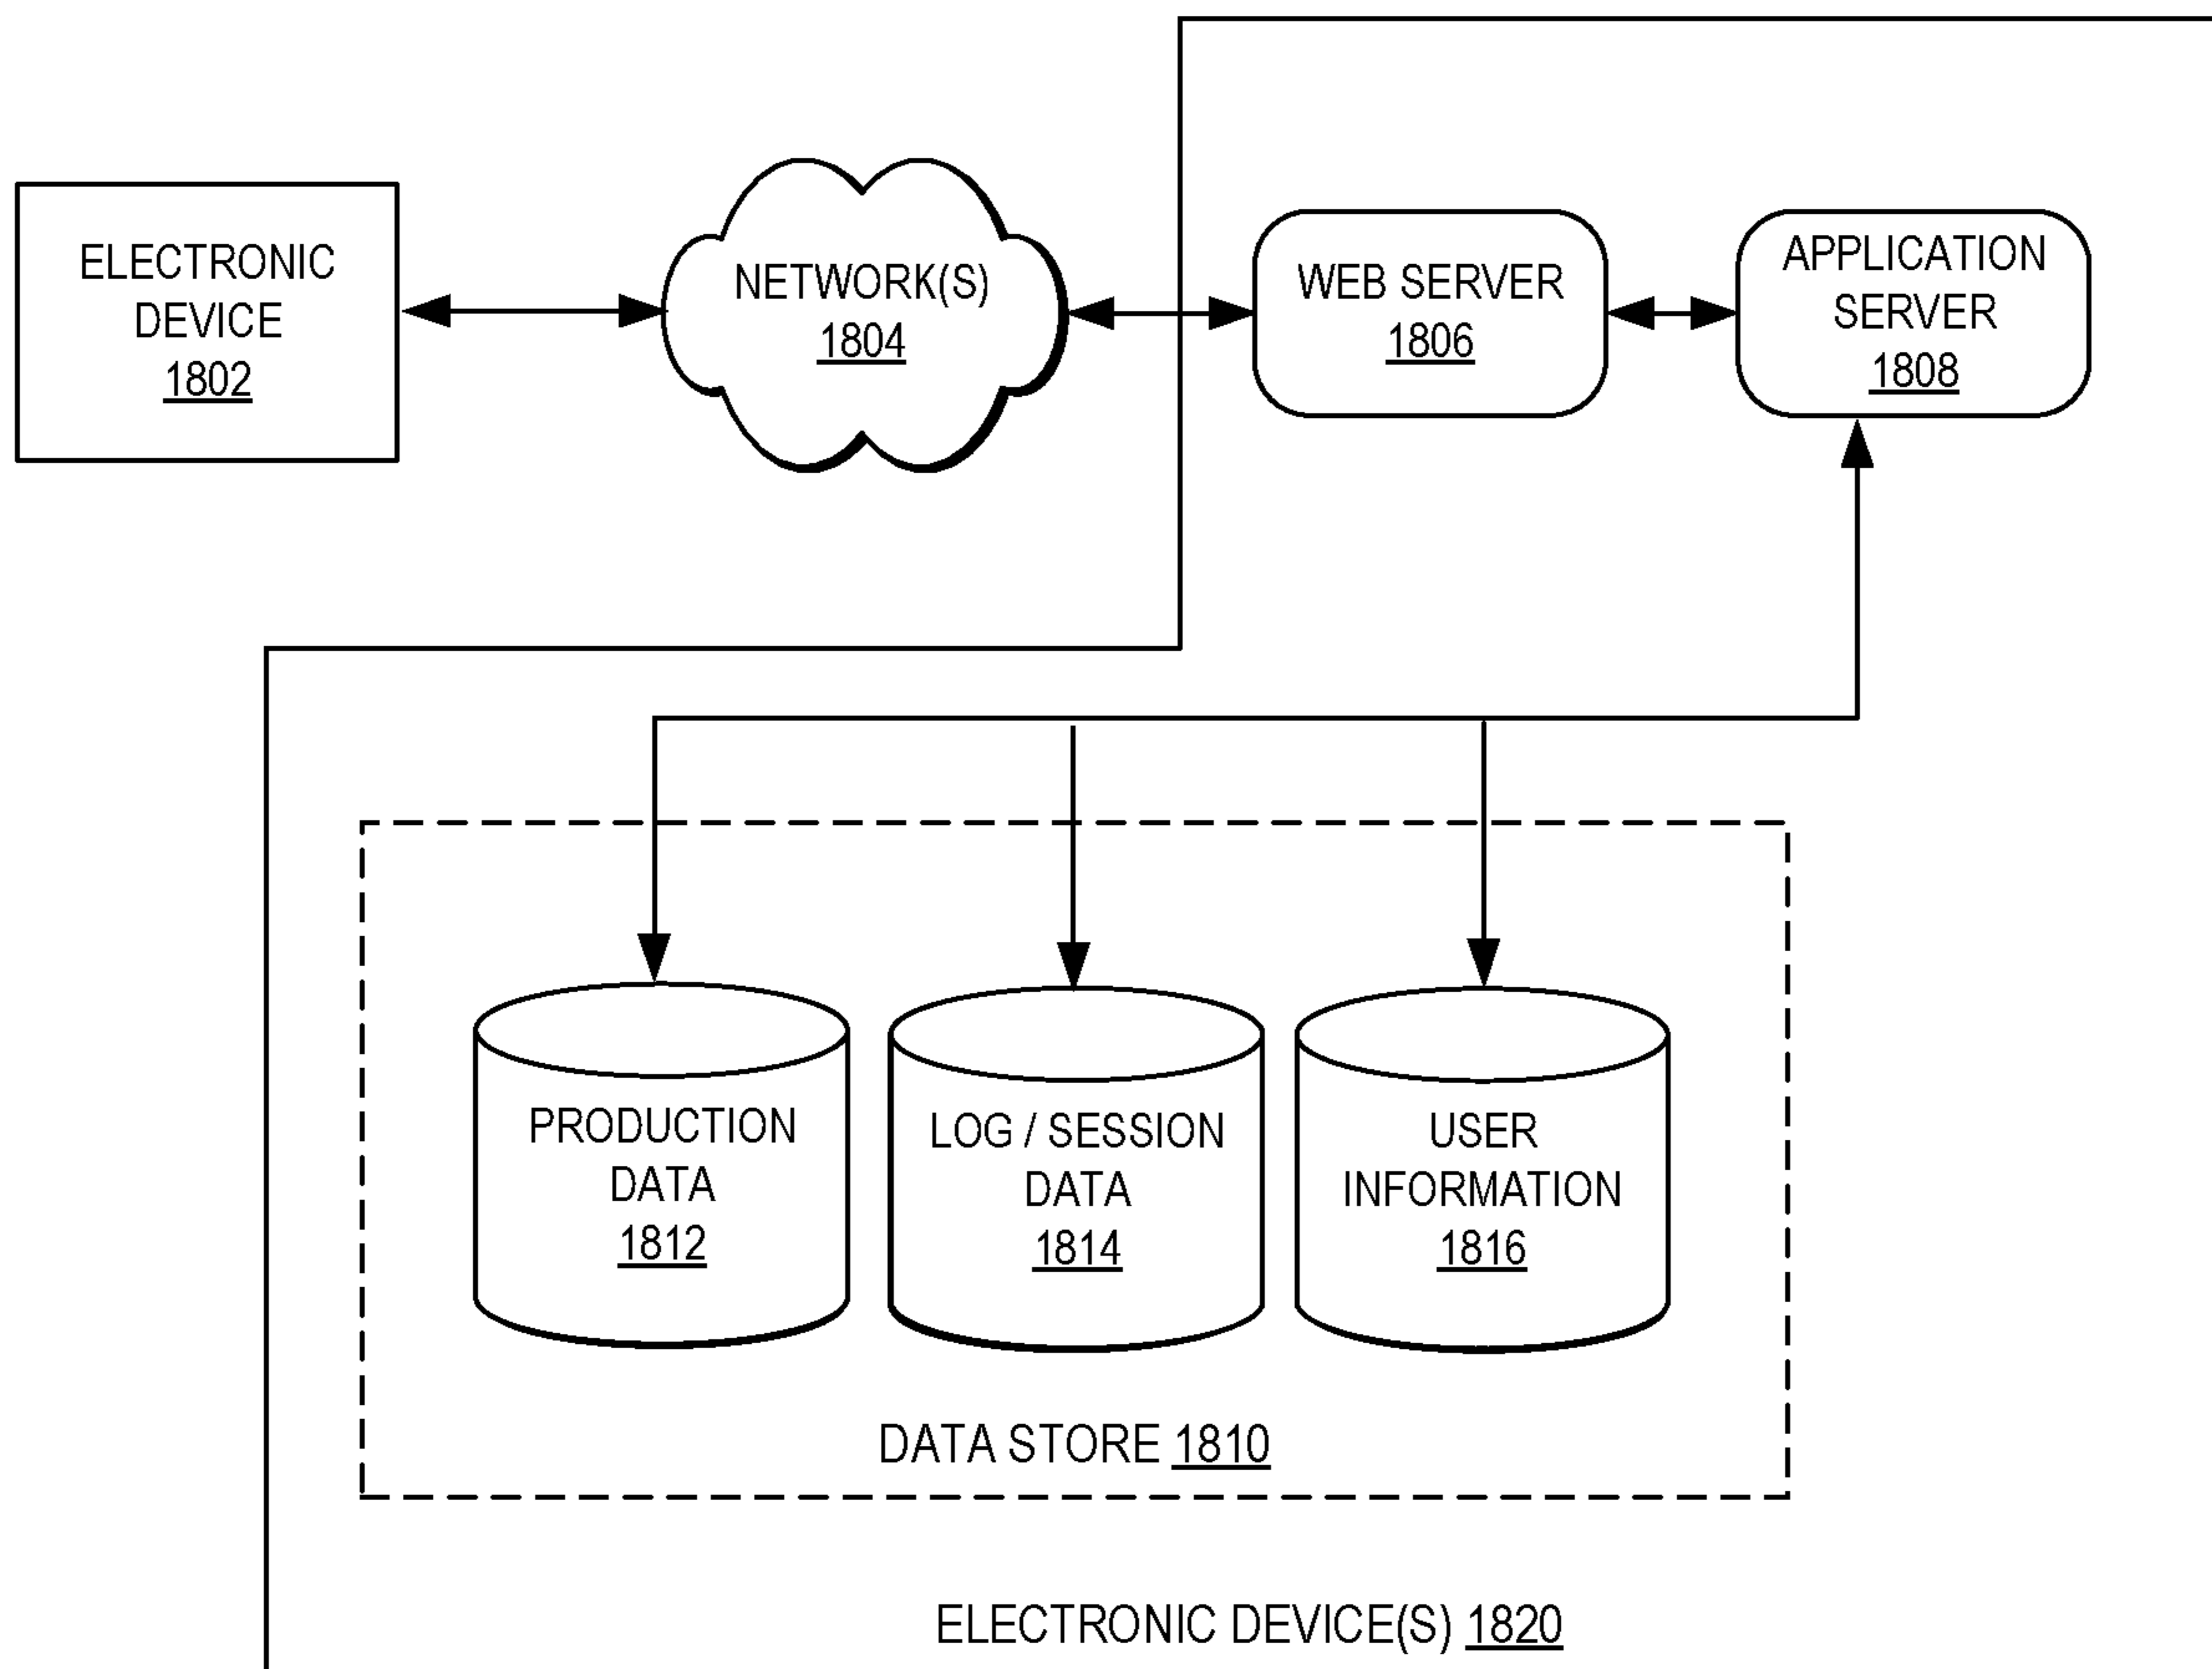 ELECTRONIC
DEVICE
1802
NETWORK(S)
1804
WEB SERVER
1806
APPLICATION
SERVER
1808
PRODUCTION
DATA
1812
LOG / SESSION
DATA
1814
USER
INFORMATION
1816
DATA STORE 1810
ELECTRONIC DEVICE(S) 1820